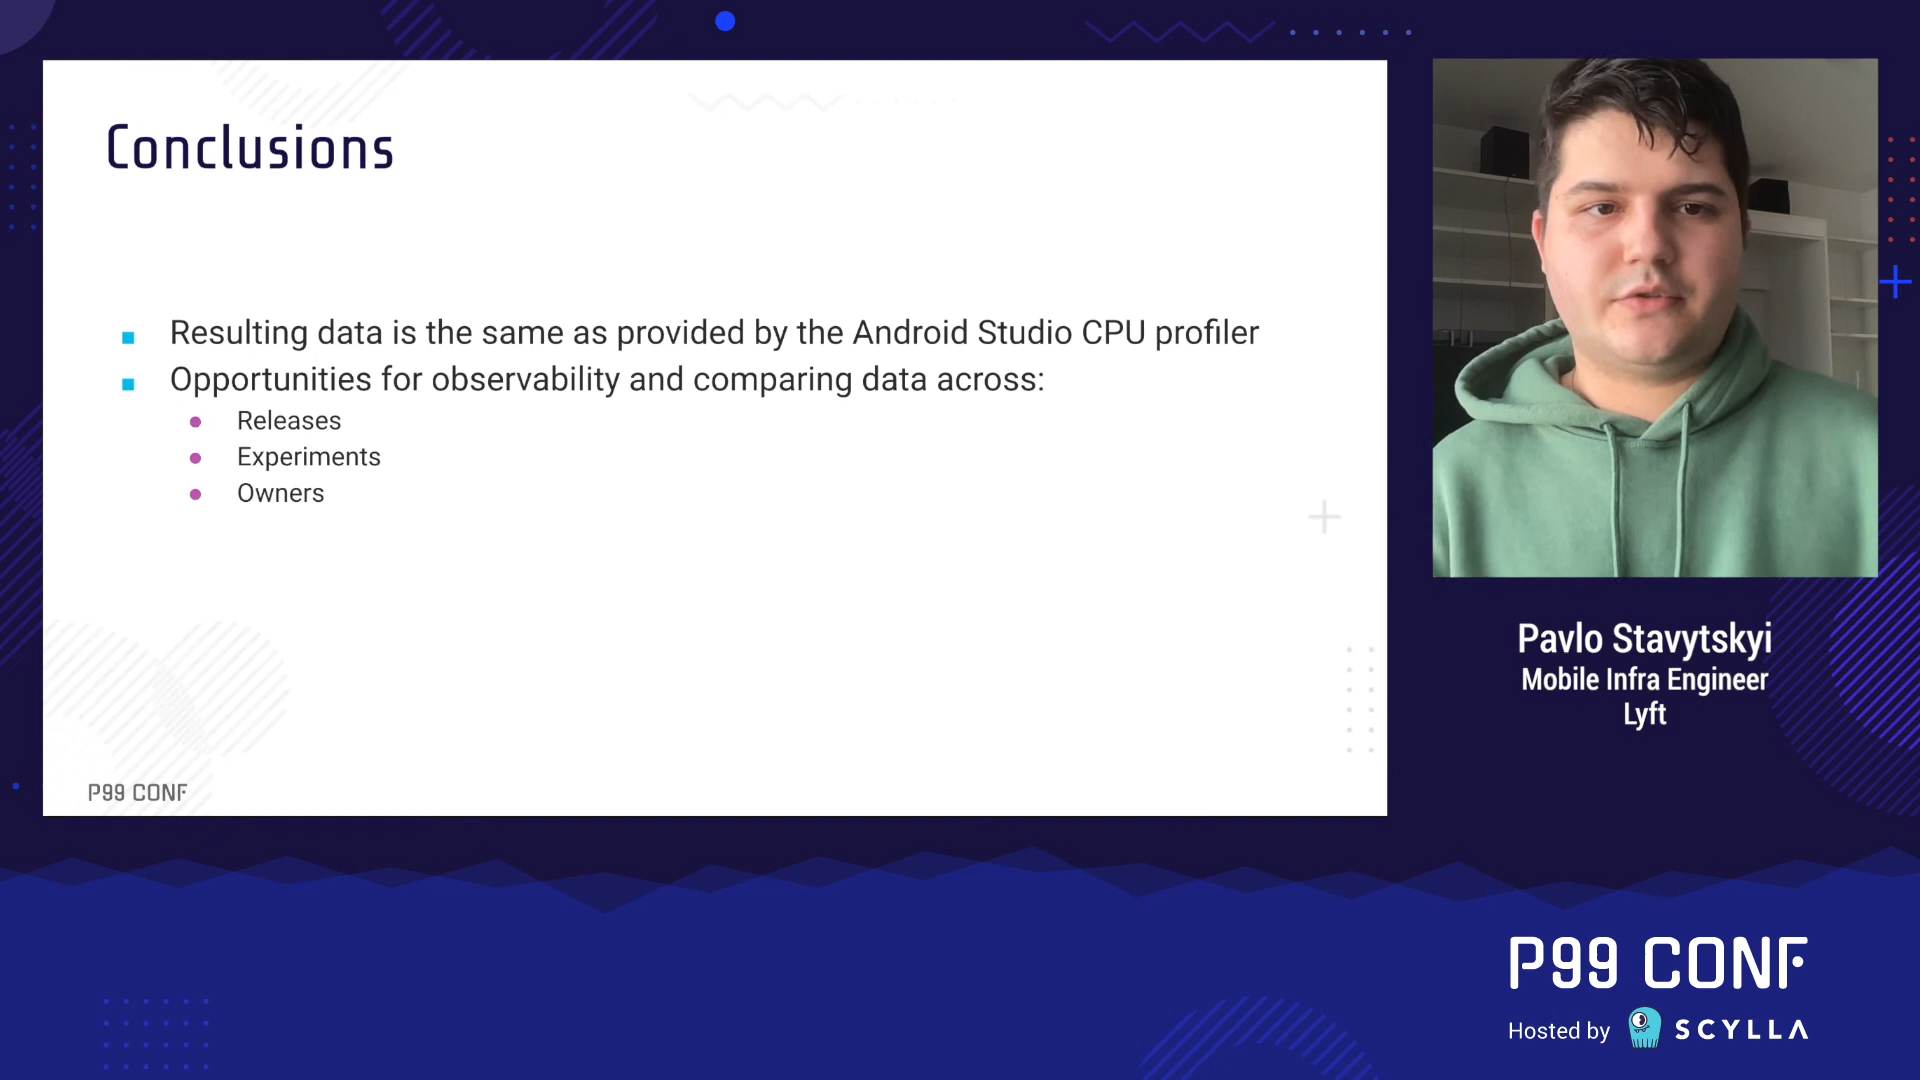 Conclusions
Resulting data is the same as provided by the Android Studio CPU profiler
Opportunities for observability and comparing data across:
Releases
Experiments
Owners
P99 CONF
Pavlo Stavytskyi
Mobile Infra Engineer
Lyft
P99 CONF
Hosted by SCYLLA